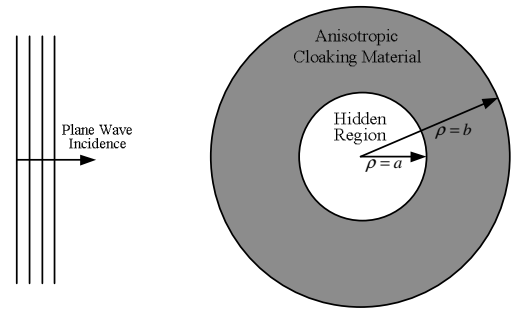 Anisotropic
Cloaking Material
Plane Wave
Incidence
Hidden
Region
ρ = b
ρ = a